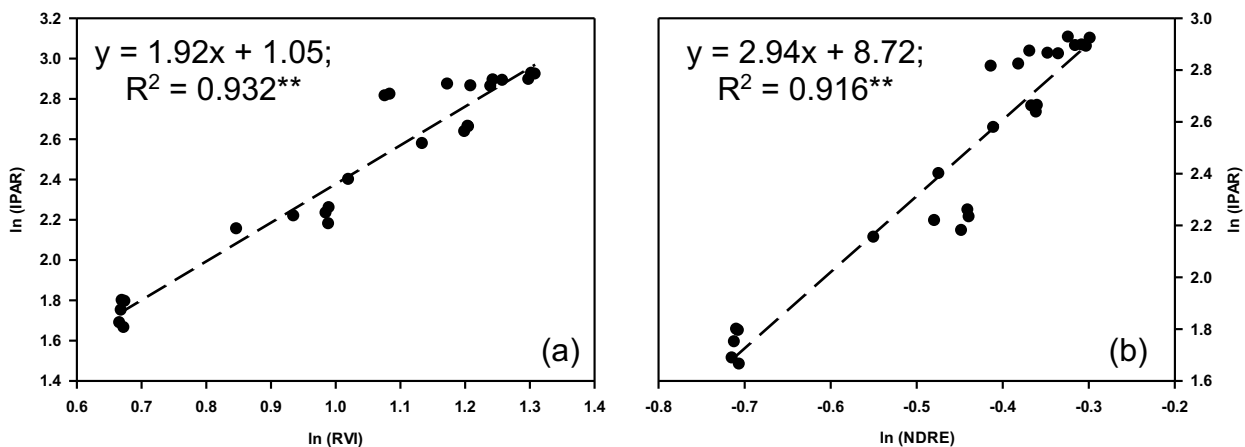 y = 1.92x + 1.05;
R² = 0.932**
3.2
3.0
2.8
2.6
2.4
2.2
2.0
1.8
1.6
1.4
ln (IPAR)
0.6 0.7 0.8 0.9 1.0 1.1 1.2 1.3 1.4
ln (RVI)
(a)
y = 2.94x + 8.72;
R² = 0.916**
3.0
2.8
2.6
2.4
2.2
2.0
1.8
1.6
ln (IPAR)
-0.8 -0.7 -0.6 -0.5 -0.4 -0.3 -0.2
ln (NDRE)
(b)